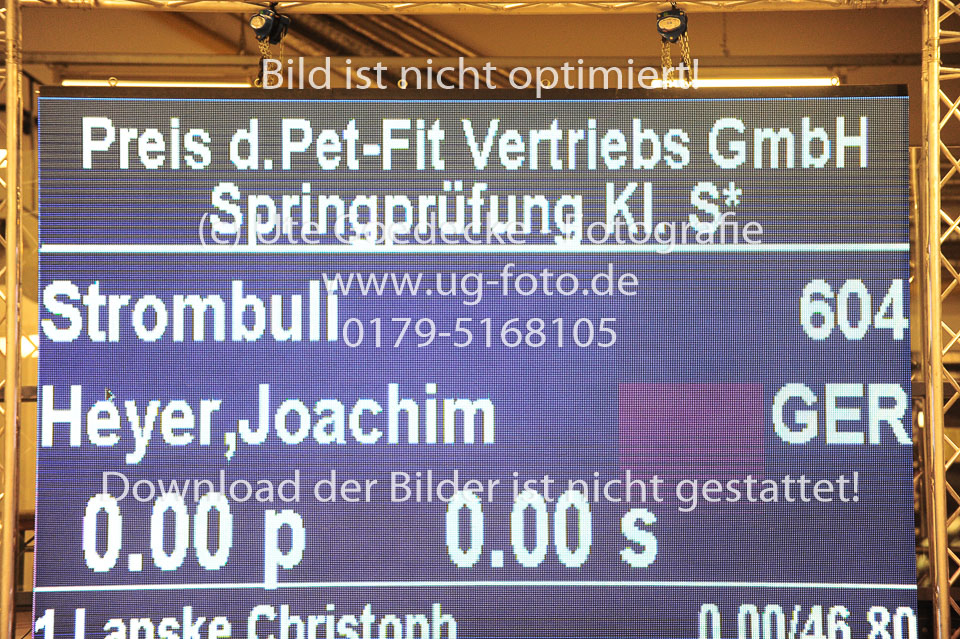 Bild ist nicht optimiert!
Preis d.Pet-Fit Vertriebs GmbH
Springprüfung Kl. S*
(c) Ute Goedecke - Fotografie
www.ug-foto.de
Strombull 604
0179-5168105
Heyer,Joachim GER
Download der Bilder ist nicht gestattet!
0.00 p 0.00 s
1 Lanske Christoph 0.00/46.80